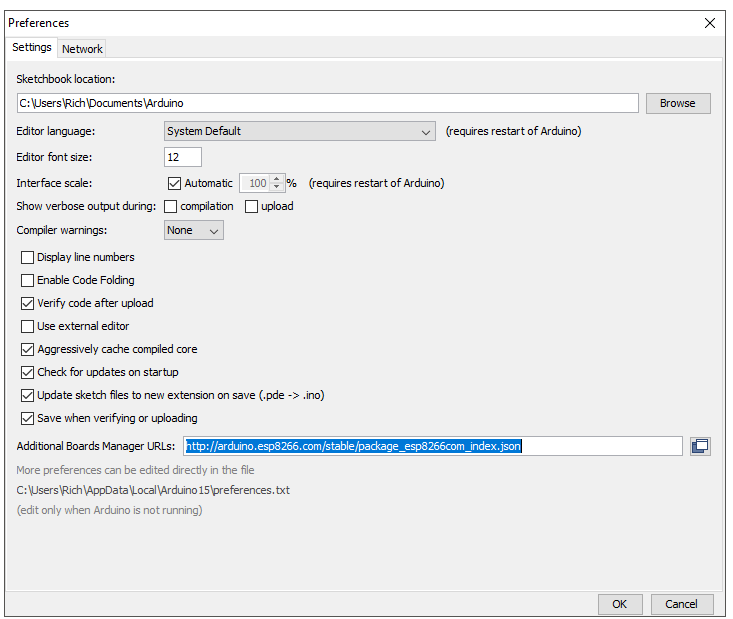 Preferences
Settings Network
Sketchbook location:
C:\Users\Rich\Documents\Arduino Browse
Editor language: System Default (requires restart of Arduino)
Editor font size: 12
Interface scale: Automatic 100 % (requires restart of Arduino)
Show verbose output during: compilation upload
Compiler warnings: None
Display line numbers
Enable Code Folding
Verify code after upload
Use external editor
Aggressively cache compiled core
Check for updates on startup
Update sketch files to new extension on save (.pde -> .ino)
Save when verifying or uploading
Additional Boards Manager URLs: http://arduino.esp8266.com/stable/package_esp8266com_index.json
More preferences can be edited directly in the file
C:\Users\Rich\AppData\Local\Arduino15\preferences.txt
(edit only when Arduino is not running)
OK Cancel